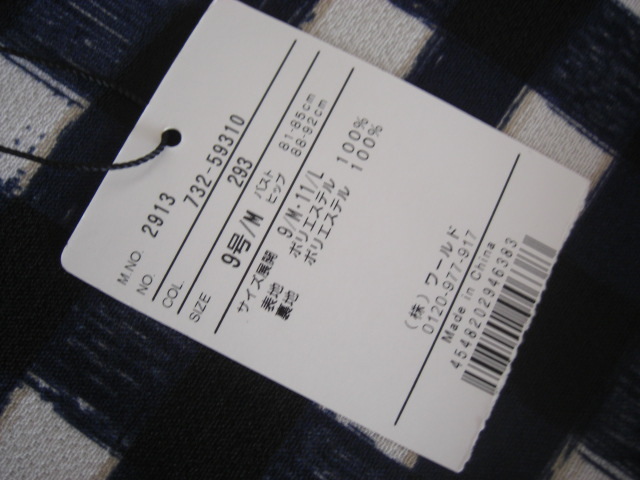 M.NO. 2913
NO. 732-59310
COL 293
SIZE 9号/M バスト 81-85cm
ヒップ 88-92cm
サイズ展開 9/M・11/L
表地 ポリエステル 100%
裏地 ポリエステル 100%
(株)ワールド
0120-977-917
Made in China
4548202946383